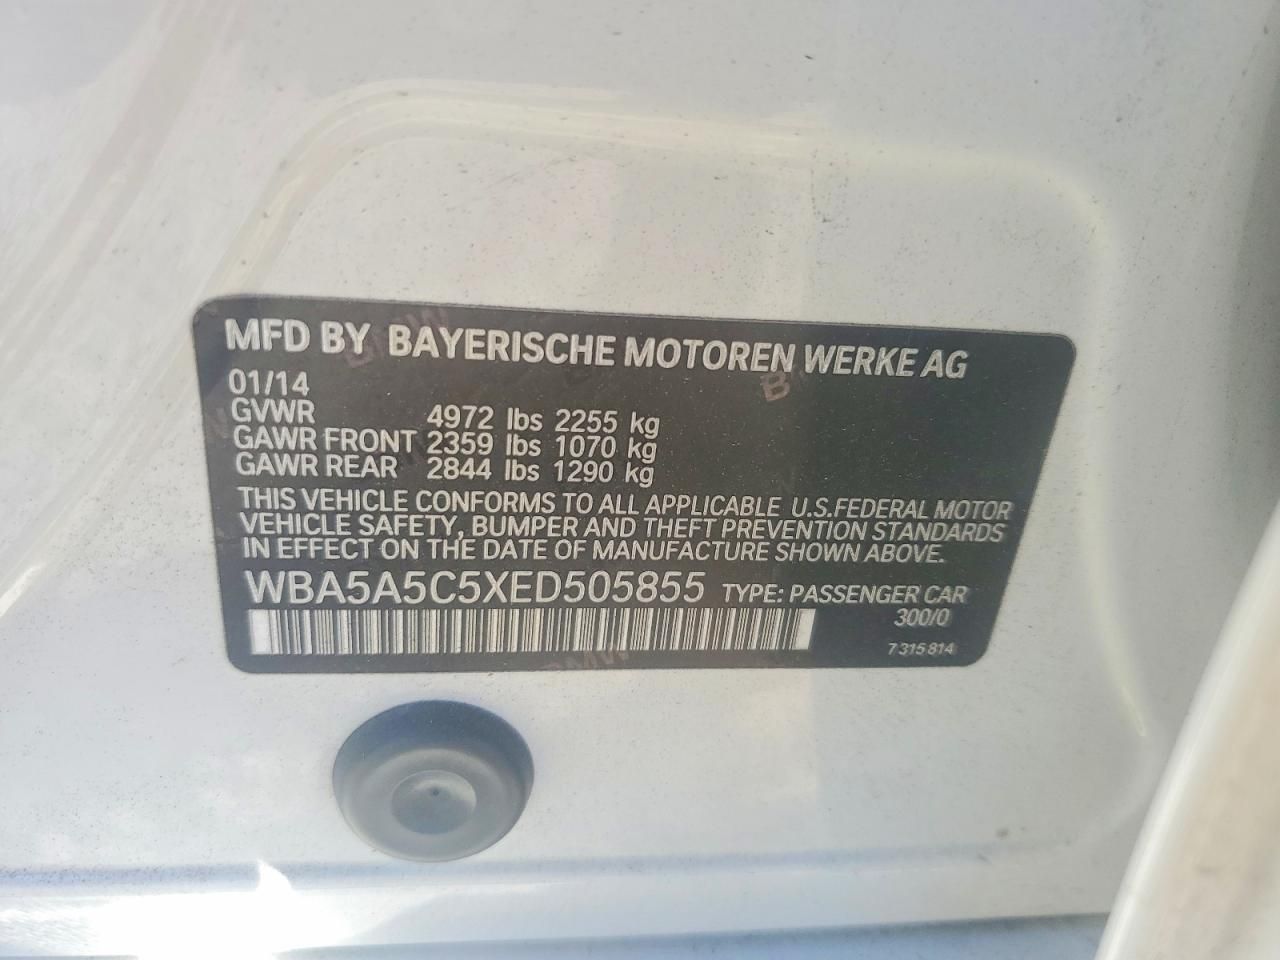 MFD BY BAYERISCHE MOTOREN WERKE AG
01/14
GVWR 4972 lbs 2255 kg
GAWR FRONT 2359 lbs 1070 kg
GAWR REAR 2844 lbs 1290 kg
THIS VEHICLE CONFORMS TO ALL APPLICABLE U.S.FEDERAL MOTOR
VEHICLE SAFETY, BUMPER AND THEFT PREVENTION STANDARDS
IN EFFECT ON THE DATE OF MANUFACTURE SHOWN ABOVE.
WBA5A5C5XED505855 TYPE: PASSENGER CAR
300/0
7 315 814